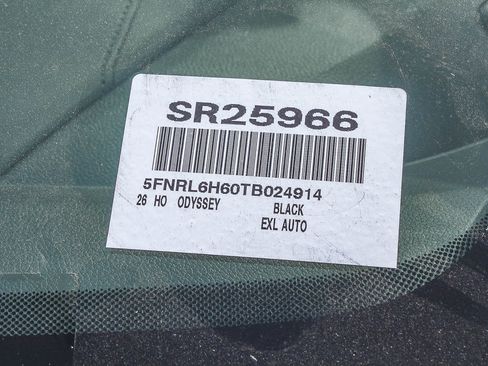 SR25966
5FNRL6H60TB024914
26 HO ODYSSEY BLACK
EXL AUTO